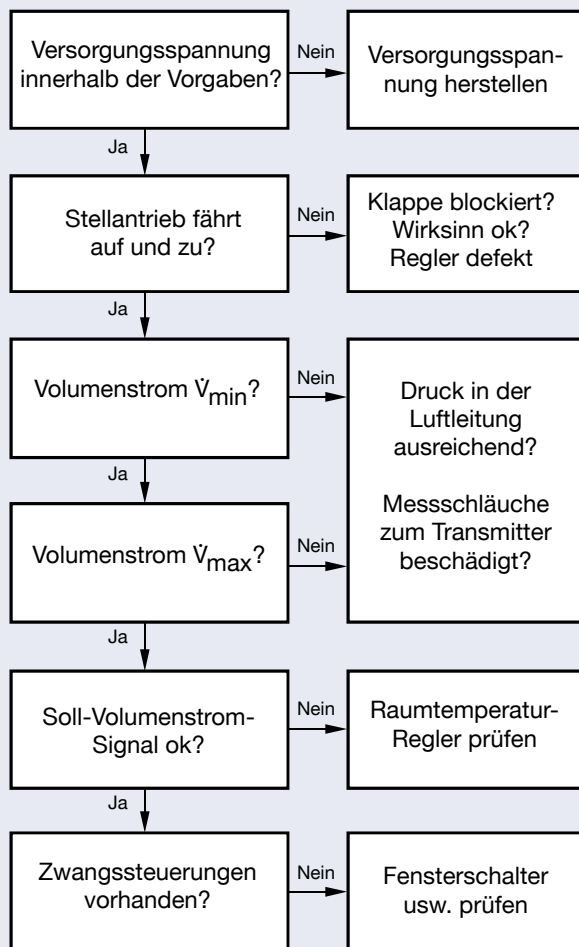 Versorgungsspannung
innerhalb der Vorgaben?
Nein
Versorgungsspan-
nung herstellen
Ja
Stellantrieb fährt
auf und zu?
Nein
Klappe blockiert?
Wirksinn ok?
Regler defekt
Ja
Volumenstrom V̇min?
Nein
Druck in der
Luftleitung
ausreichend?
Messschläuche
zum Transmitter
beschädigt?
Ja
Volumenstrom V̇max?
Nein
Ja
Soll-Volumenstrom-
Signal ok?
Nein
Raumtemperatur-
Regler prüfen
Ja
Zwangssteuerungen
vorhanden?
Nein
Fensterschalter
usw. prüfen